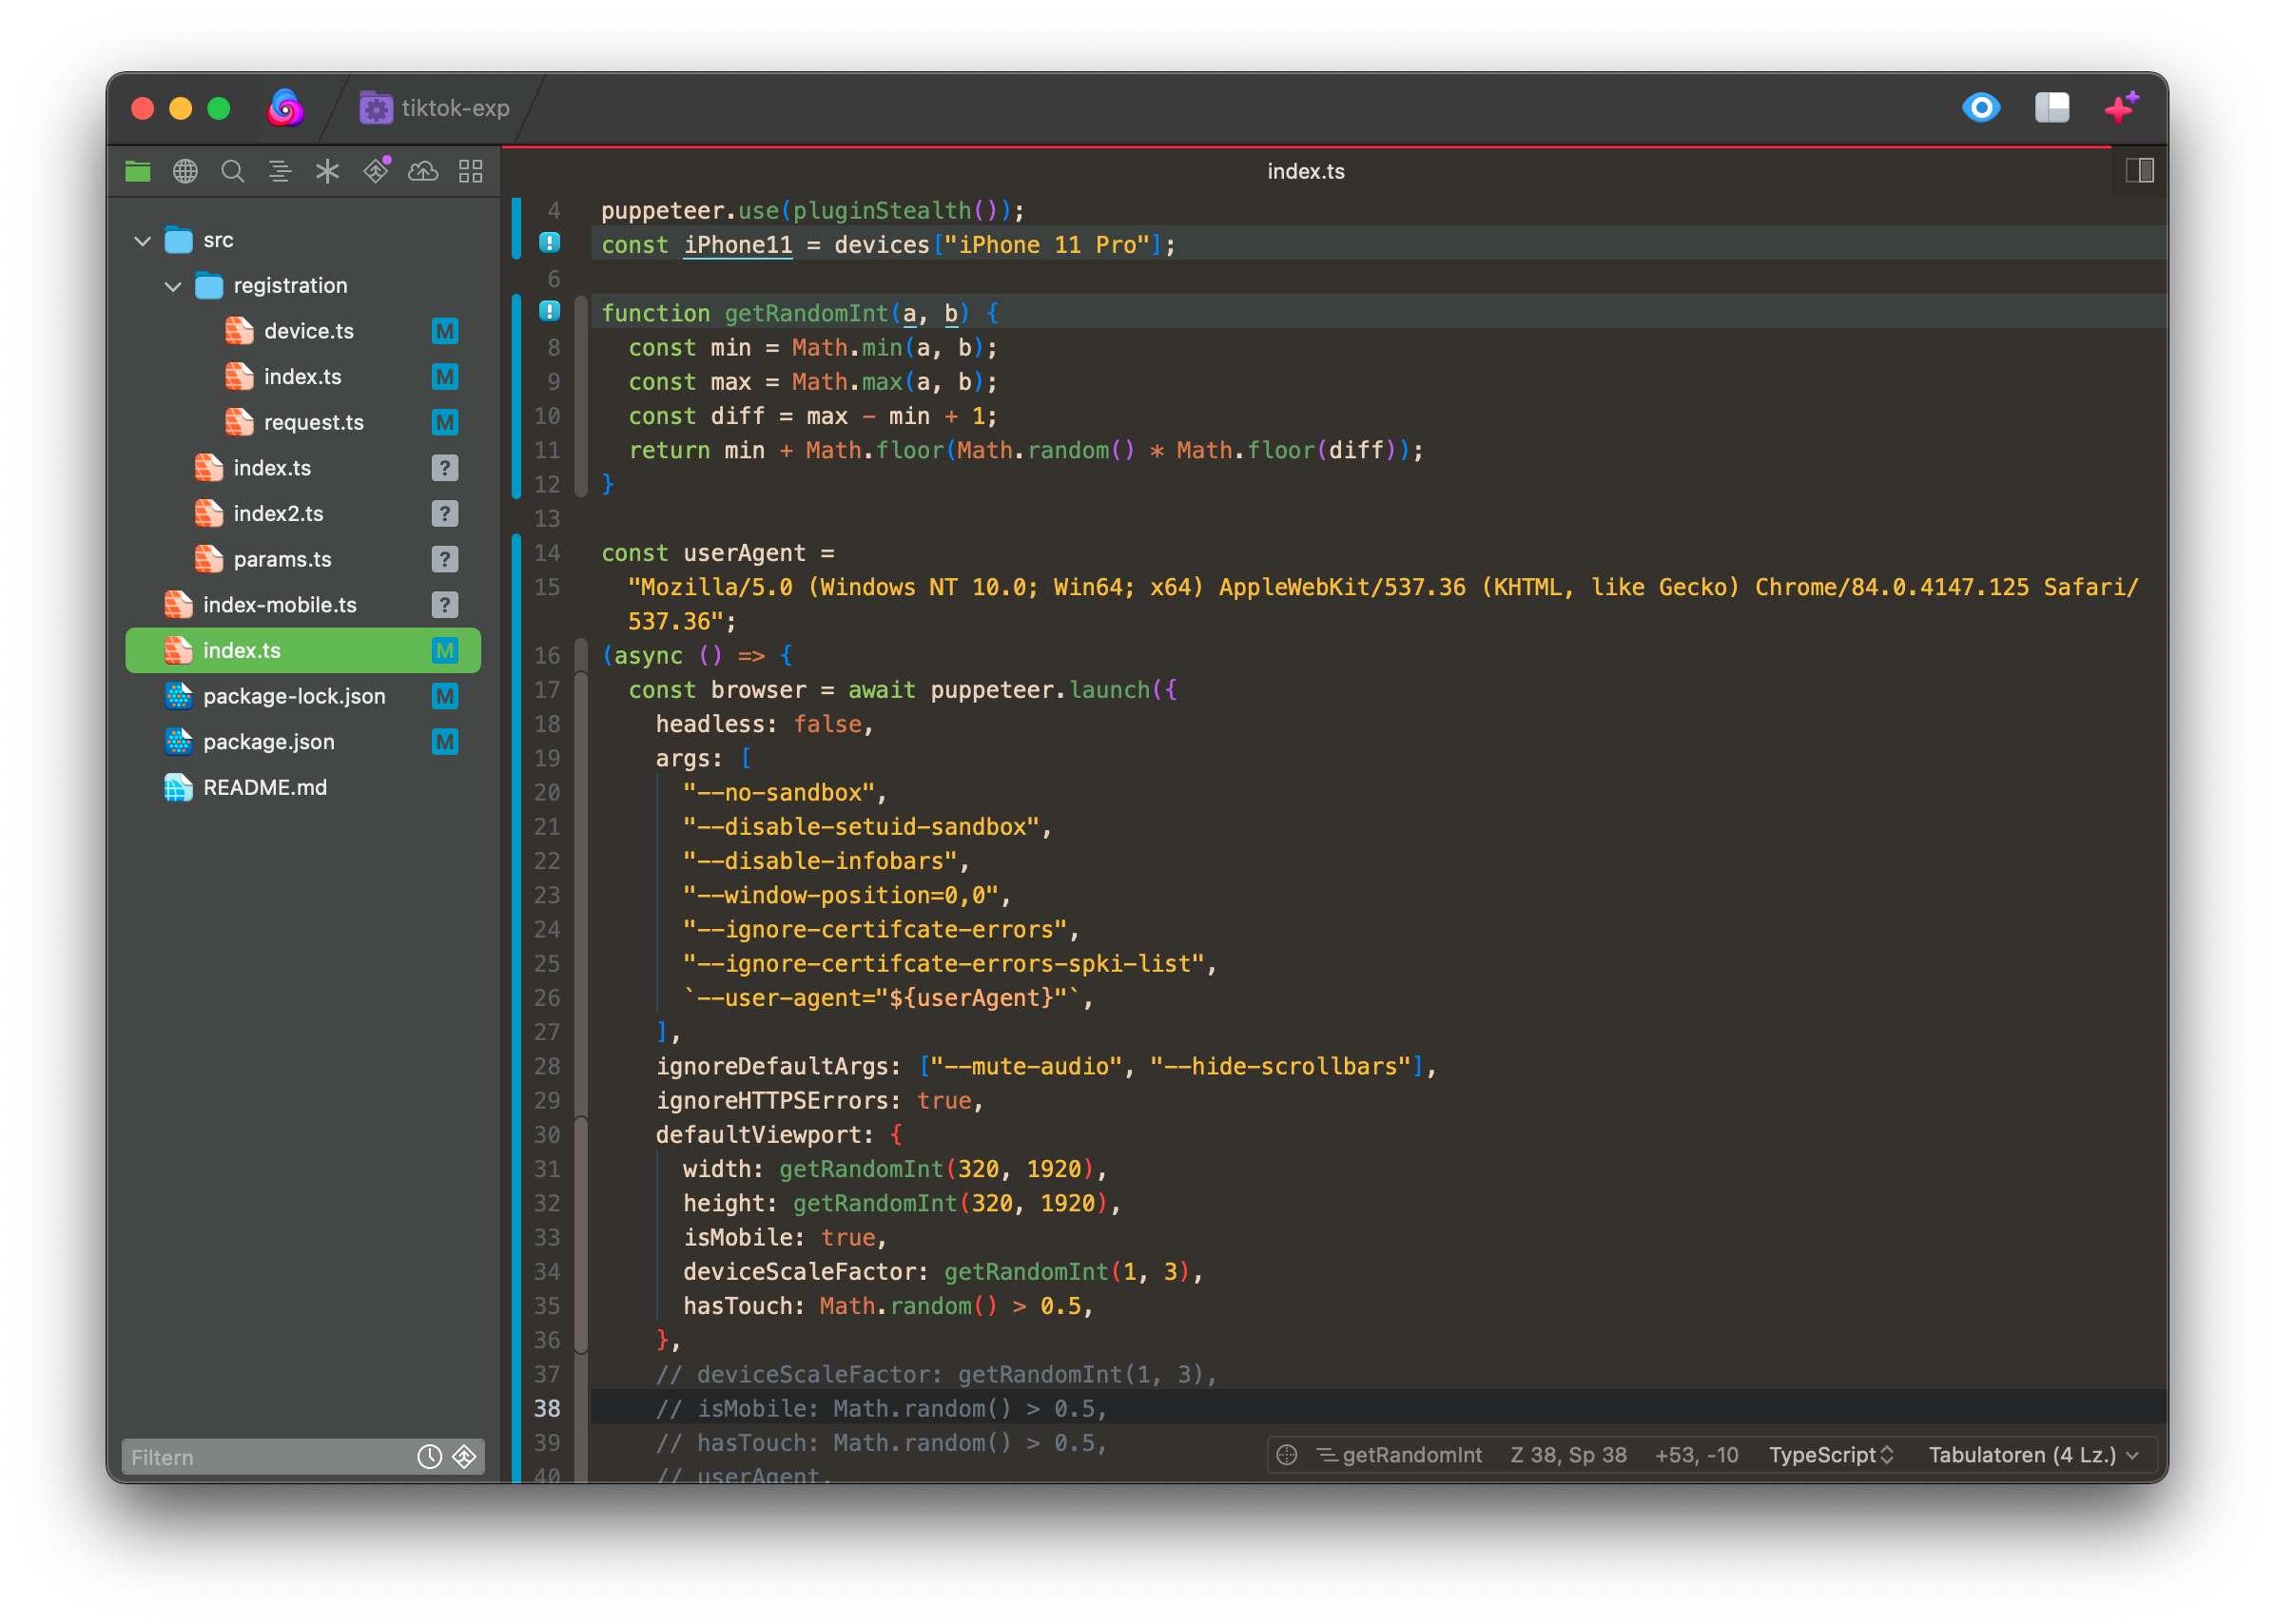 tiktok-exp
index.ts
src
registration
device.ts M
index.ts M
request.ts M
index.ts ?
index2.ts ?
params.ts ?
index-mobile.ts ?
index.ts M
package-lock.json M
package.json M
README.md
Filtern
4 puppeteer.use(pluginStealth());
! const iPhone11 = devices["iPhone 11 Pro"];
6
! function getRandomInt(a, b) {
8 const min = Math.min(a, b);
9 const max = Math.max(a, b);
10 const diff = max - min + 1;
11 return min + Math.floor(Math.random() * Math.floor(diff));
12 }
13
14 const userAgent =
15 "Mozilla/5.0 (Windows NT 10.0; Win64; x64) AppleWebKit/537.36 (KHTML, like Gecko) Chrome/84.0.4147.125 Safari/
537.36";
16 (async () => {
17 const browser = await puppeteer.launch({
18 headless: false,
19 args: [
20 "--no-sandbox",
21 "--disable-setuid-sandbox",
22 "--disable-infobars",
23 "--window-position=0,0",
24 "--ignore-certifcate-errors",
25 "--ignore-certifcate-errors-spki-list",
26 `--user-agent="${userAgent}"`,
27 ],
28 ignoreDefaultArgs: ["--mute-audio", "--hide-scrollbars"],
29 ignoreHTTPSErrors: true,
30 defaultViewport: {
31 width: getRandomInt(320, 1920),
32 height: getRandomInt(320, 1920),
33 isMobile: true,
34 deviceScaleFactor: getRandomInt(1, 3),
35 hasTouch: Math.random() > 0.5,
36 },
37 // deviceScaleFactor: getRandomInt(1, 3),
38 // isMobile: Math.random() > 0.5,
39 // hasTouch: Math.random() > 0.5,
40 // userAgent,
getRandomInt Z 38, Sp 38 +53, -10 TypeScript Tabulatoren (4 Lz.)